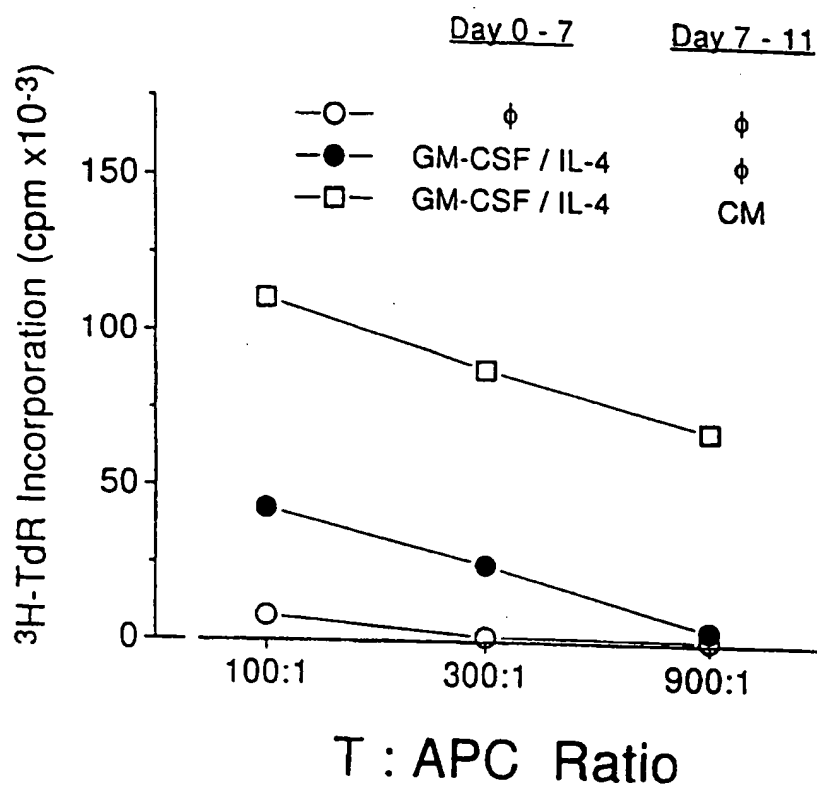 Day 0 - 7 Day 7 - 11
ϕ ϕ
GM-CSF / IL-4 ϕ
GM-CSF / IL-4 CM
3H-TdR Incorporation (cpm x10-3)
150
100
50
0
100:1 300:1 900:1
T : APC Ratio